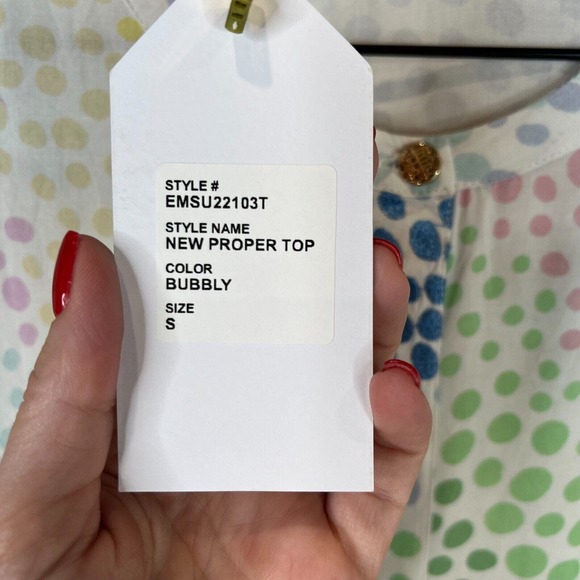 STYLE #
EMSU22103T
STYLE NAME
NEW PROPER TOP
COLOR
BUBBLY
SIZE
S